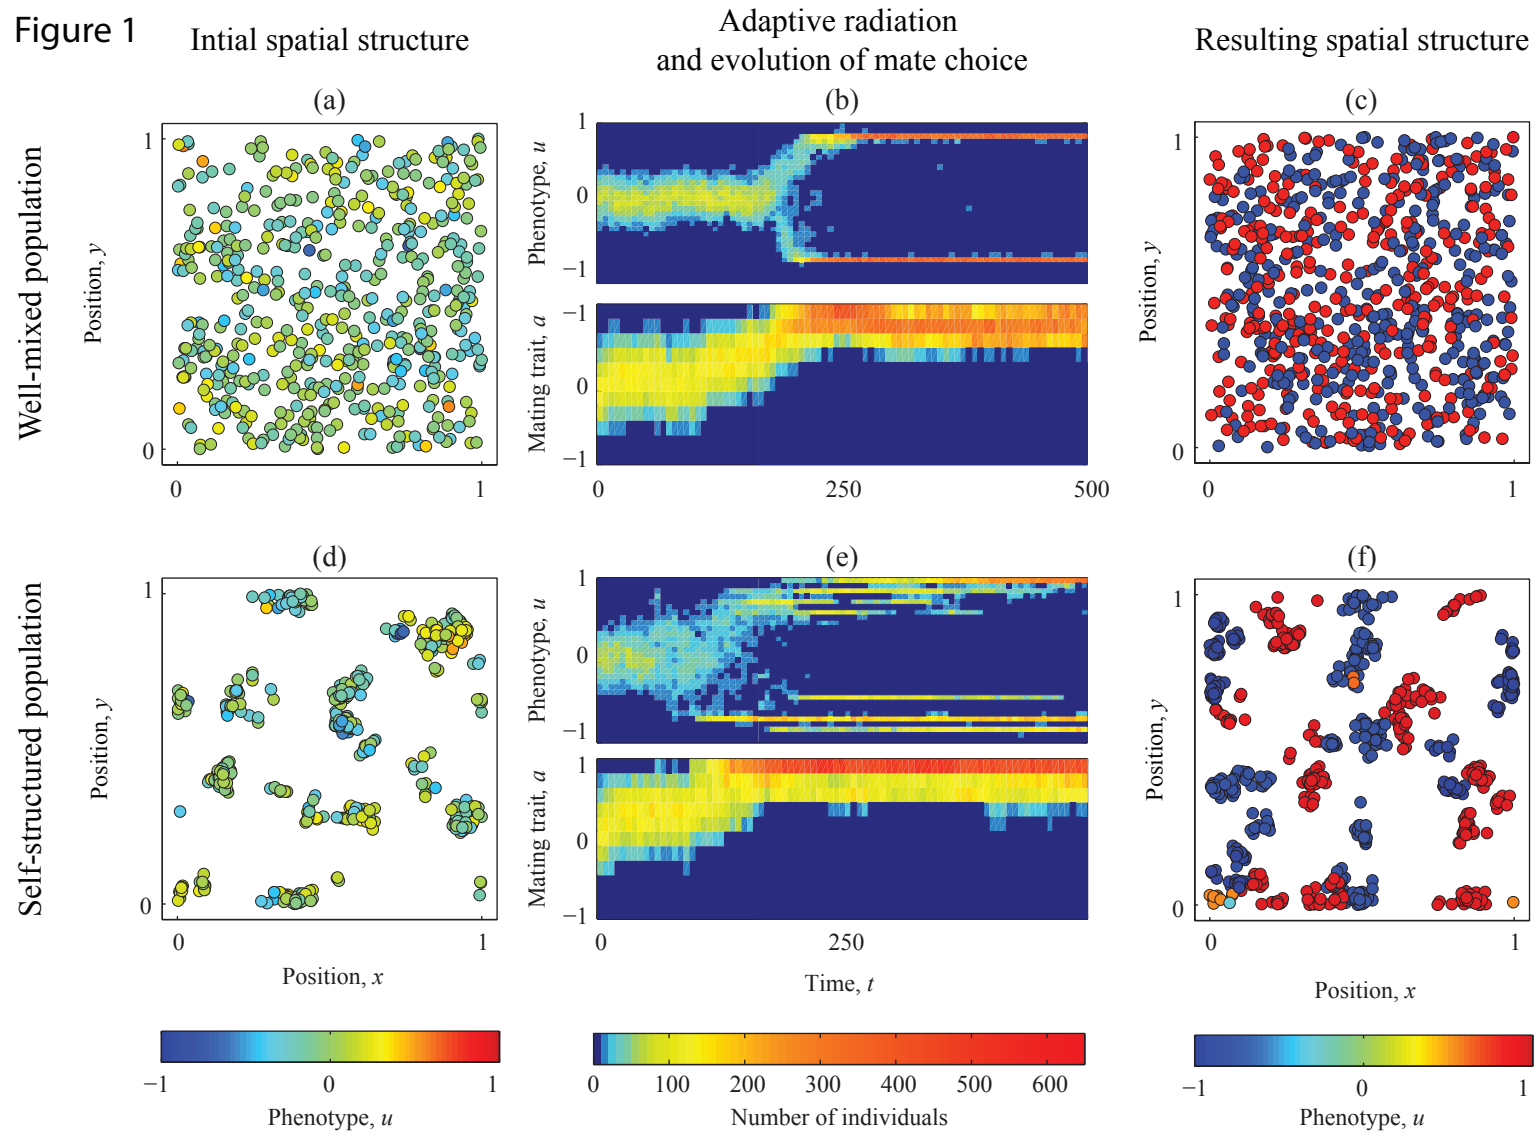 Figure 1
Intial spatial structure
Adaptive radiation
and evolution of mate choice
Resulting spatial structure
Well-mixed population
(a)
1
0
Position, y
0
1
(b)
1
0
−1
Phenotype, u
−1
0
−1
Mating trait, a
0
250
500
(c)
1
0
Position, y
0
1
Self-structured population
(d)
1
0
Position, y
0
1
Position, x
(e)
1
0
−1
Phenotype, u
1
0
−1
Mating trait, a
0
250
Time, t
(f)
1
0
Position, y
0
1
Position, x
−1
0
1
Phenotype, u
0
100
200
300
400
500
600
Number of individuals
−1
0
1
Phenotype, u